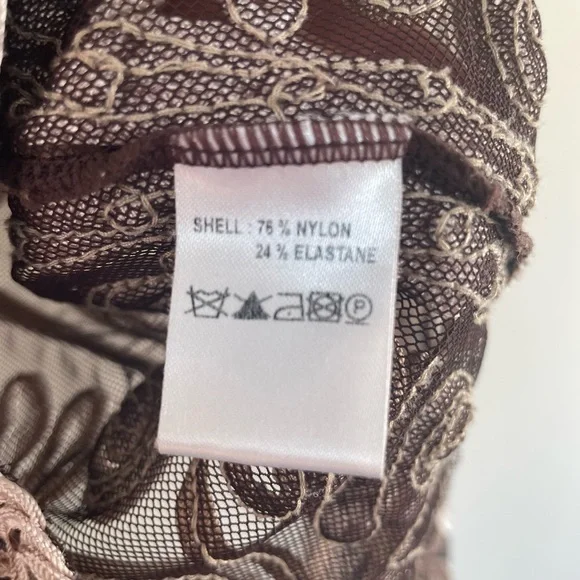 SHELL : 76 % NYLON
24 % ELASTANE
P